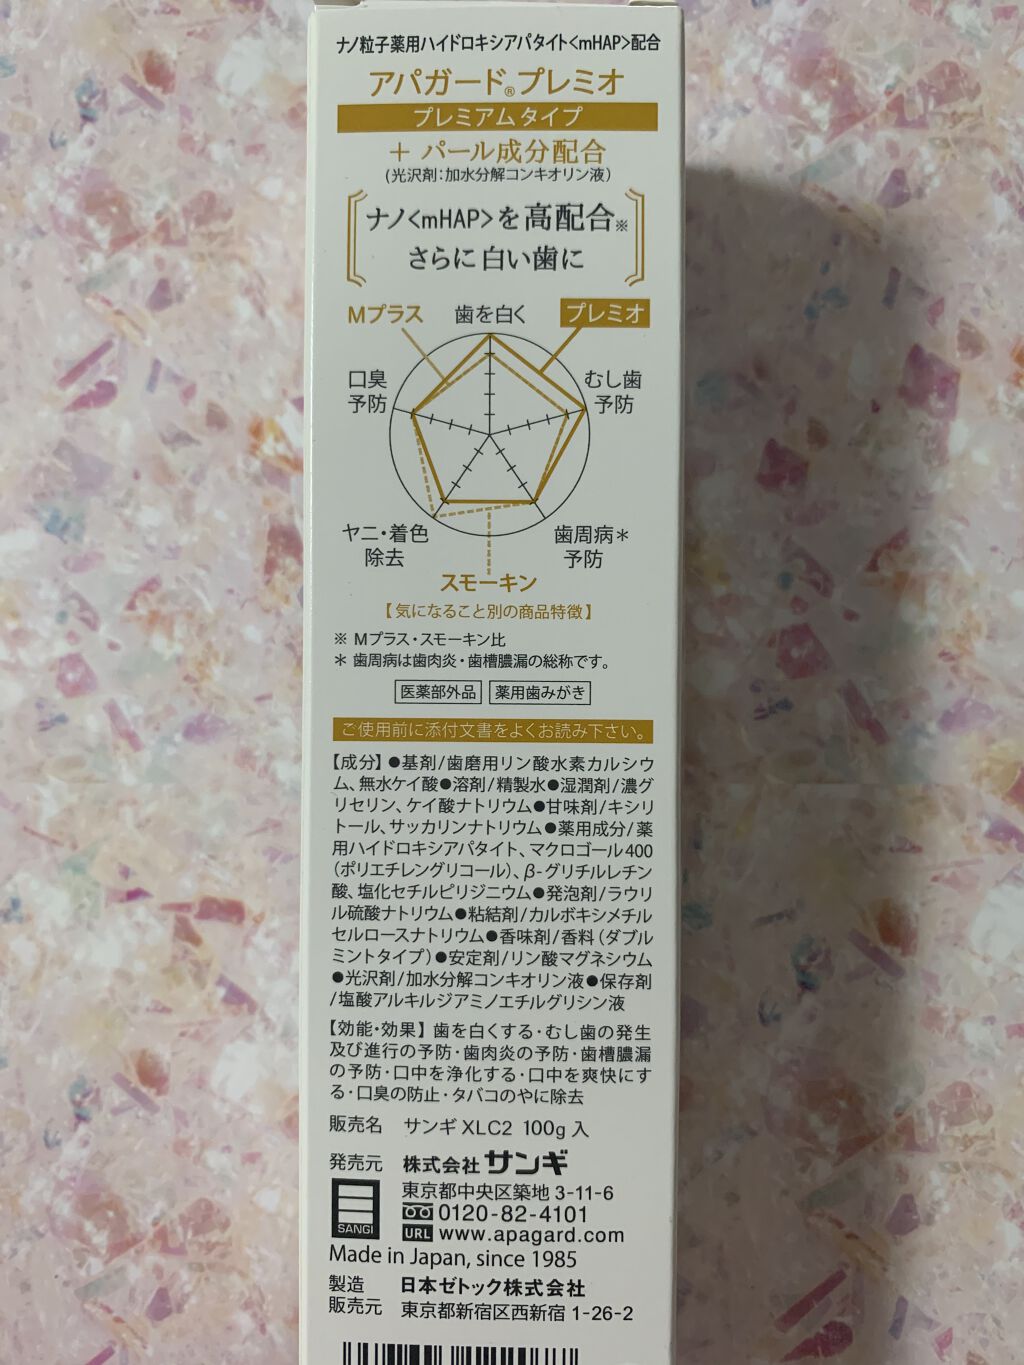 ナノ粒子薬用ハイドロキシアパタイト<mHAP>配合
アパガード®プレミオ
プレミアムタイプ
＋ パール成分配合
(光沢剤:加水分解コンキオリン液)
ナノ<mHAP>を高配合※
さらに白い歯に
Mプラス 歯を白く プレミオ
口臭
予防
むし歯
予防
ヤニ・着色
除去
歯周病＊
予防
スモーキン
【気になること別の商品特徴】
※ Mプラス・スモーキン比
＊ 歯周病は歯肉炎・歯槽膿漏の総称です。
医薬部外品 薬用歯みがき
ご使用前に添付文書をよくお読み下さい。
【成分】●基剤/歯磨用リン酸水素カルシウ
ム、無水ケイ酸●溶剤/精製水●湿潤剤/濃グ
リセリン、ケイ酸ナトリウム●甘味剤/キシリ
トール、サッカリンナトリウム●薬用成分/薬
用ハイドロキシアパタイト、マクロゴール400
(ポリエチレングリコール)、β-グリチルレチン
酸、塩化セチルピリジニウム●発泡剤/ラウリ
ル硫酸ナトリウム●粘結剤/カルボキシメチル
セルロースナトリウム●香味剤/香料(ダブル
ミントタイプ)●安定剤/リン酸マグネシウム
●光沢剤/加水分解コンキオリン液●保存剤
/塩酸アルキルジアミノエチルグリシン液
【効能・効果】歯を白くする・むし歯の発生
及び進行の予防・歯肉炎の予防・歯槽膿漏
の予防・口中を浄化する・口中を爽快にす
る・口臭の防止・タバコのやに除去
販売名 サンギXLC2 100g入
発売元 株式会社サンギ
SANGI
東京都中央区築地3-11-6
0120-82-4101
URL www.apagard.com
Made in Japan, since 1985
製造
販売元
日本ゼトック株式会社
東京都新宿区西新宿1-26-2